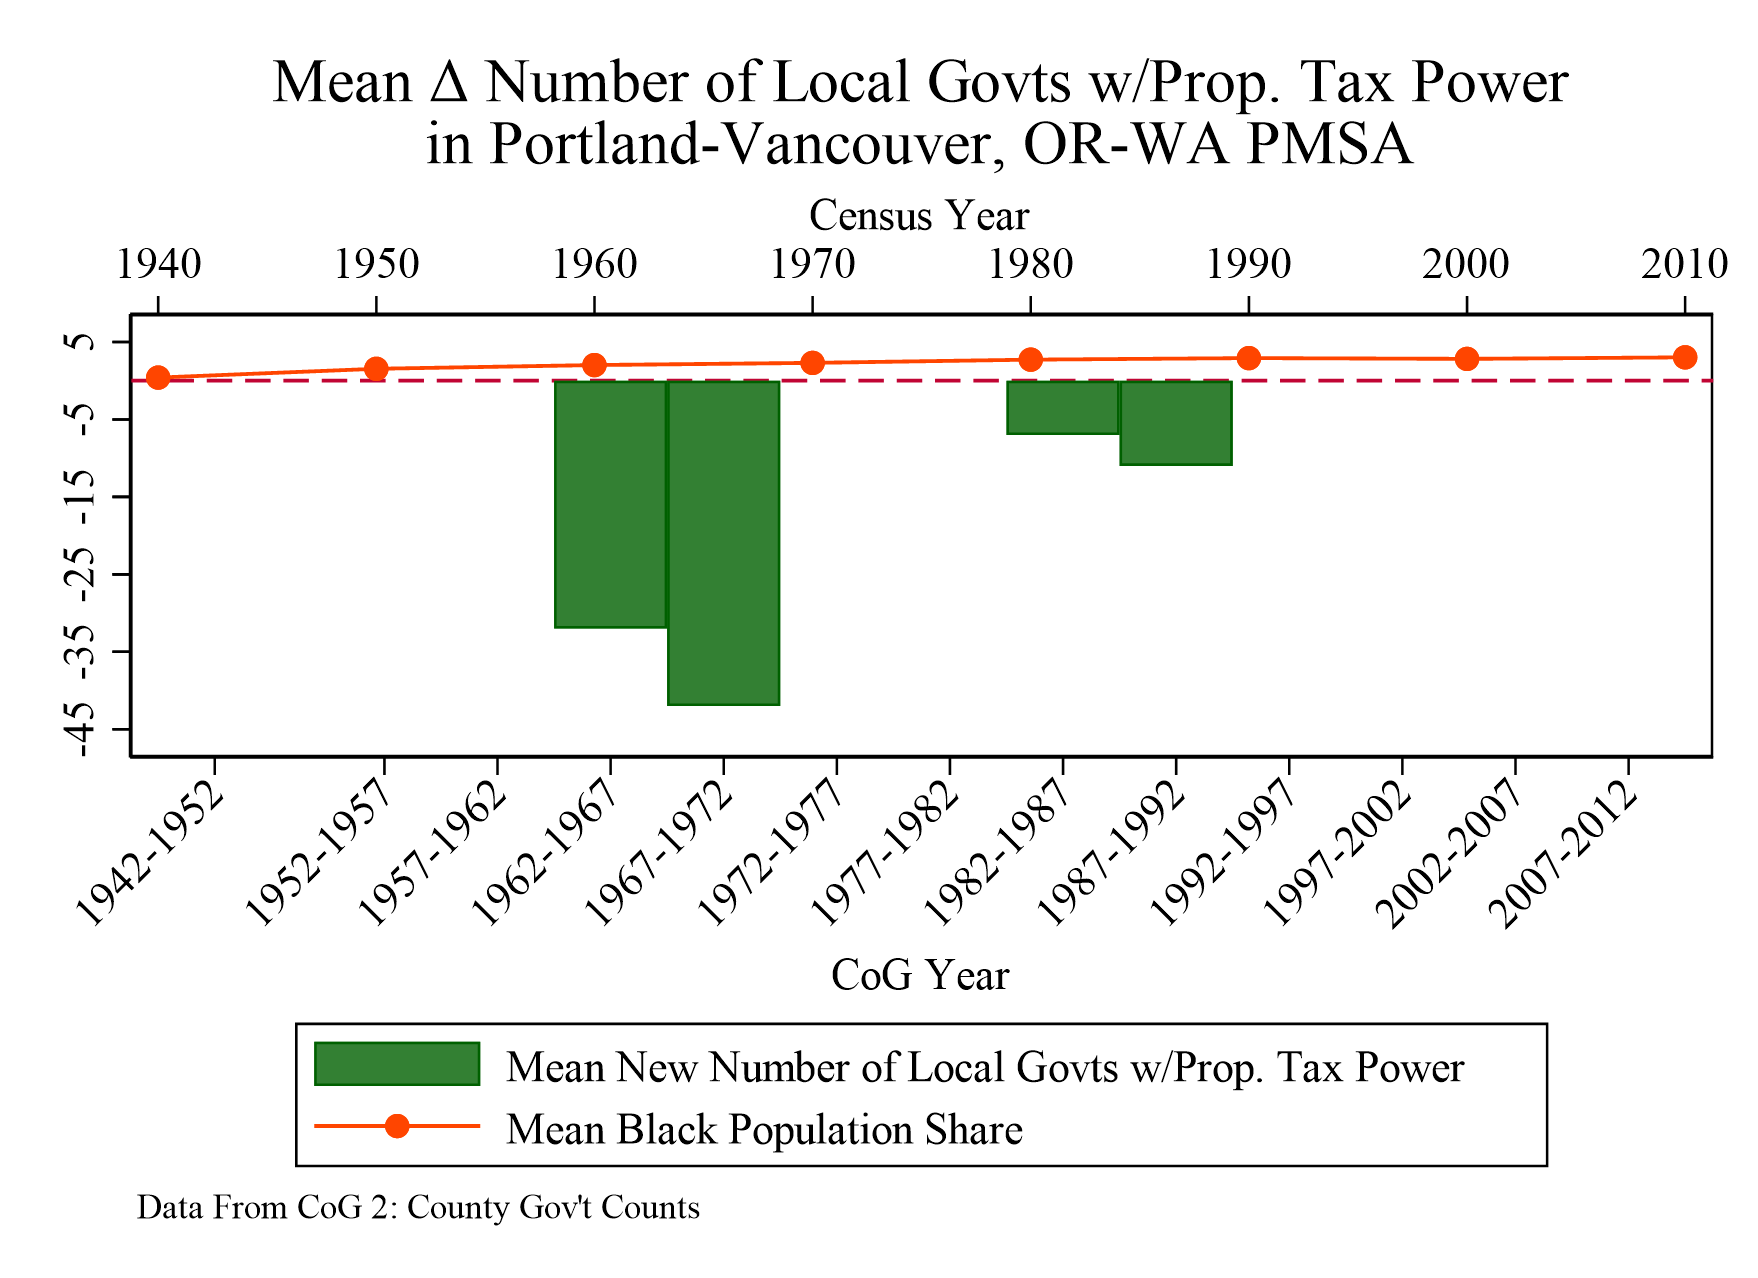 Mean Δ Number of Local Govts w/Prop. Tax Power
in Portland-Vancouver, OR-WA PMSA
Census Year
1940 1950 1960 1970 1980 1990 2000 2010
5
-5
-15
-25
-35
-45
1942-1952 1952-1957 1957-1962 1962-1967 1967-1972 1972-1977 1977-1982 1982-1987 1987-1992 1992-1997 1997-2002 2002-2007 2007-2012
CoG Year
Mean New Number of Local Govts w/Prop. Tax Power
Mean Black Population Share
Data From CoG 2: County Gov't Counts